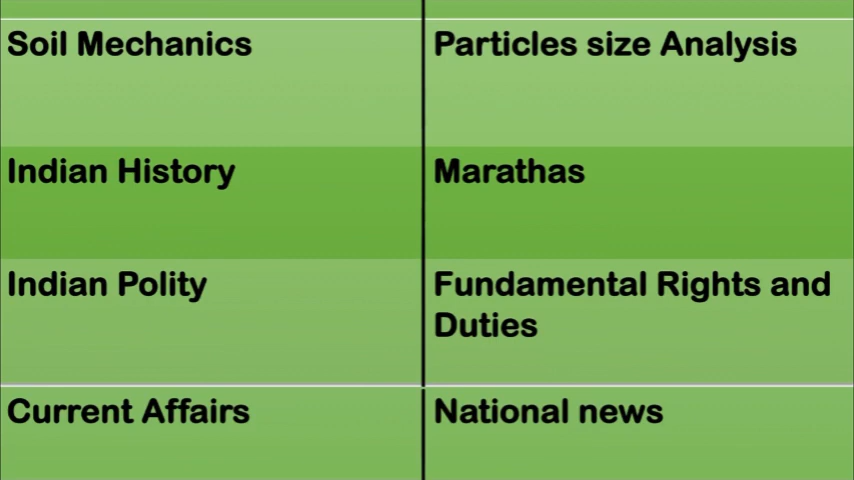 Soil Mechanics
Particles size Analysis
Indian History
Marathas
Indian Polity
Fundamental Rights and
Duties
Current Affairs
National news